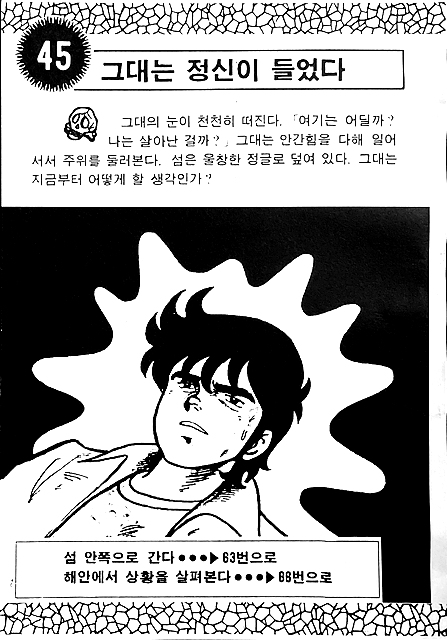 45
그대는 정신이 들었다
그대의 눈이 천천히 떠진다. 「여기는 어딜까?
나는 살아난 걸까?」 그대는 안간힘을 다해 일어
서서 주위를 둘러본다. 섬은 울창한 정글로 덮여 있다. 그대는
지금부터 어떻게 할 생각인가?
섬 안쪽으로 간다●●●▶63번으로
해안에서 상황을 살펴본다●●●▶66번으로